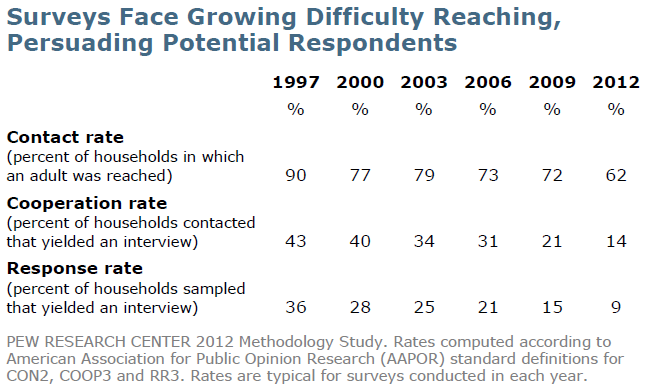 Surveys Face Growing Difficulty Reaching,
Persuading Potential Respondents
1997 2000 2003 2006 2009 2012
% % % % % %
Contact rate
(percent of households in which
an adult was reached) 90 77 79 73 72 62
Cooperation rate
(percent of households contacted
that yielded an interview) 43 40 34 31 21 14
Response rate
(percent of households sampled
that yielded an interview) 36 28 25 21 15 9
PEW RESEARCH CENTER 2012 Methodology Study. Rates computed according to
American Association for Public Opinion Research (AAPOR) standard definitions for
CON2, COOP3 and RR3. Rates are typical for surveys conducted in each year.